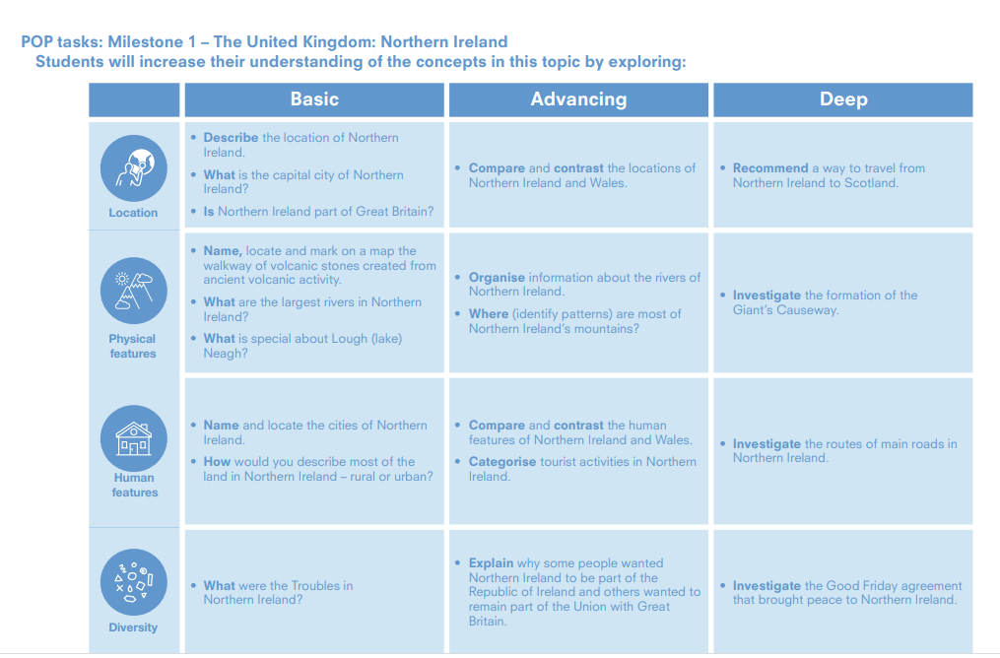 POP tasks: Milestone 1 – The United Kingdom: Northern Ireland
Students will increase their understanding of the concepts in this topic by exploring:
Basic
Advancing
Deep
Location
• Describe the location of Northern
Ireland.
• What is the capital city of Northern
Ireland?
• Is Northern Ireland part of Great Britain?
• Compare and contrast the locations of
Northern Ireland and Wales.
• Recommend a way to travel from
Northern Ireland to Scotland.
Physical
features
• Name, locate and mark on a map the
walkway of volcanic stones created from
ancient volcanic activity.
• What are the largest rivers in Northern
Ireland?
• What is special about Lough (lake)
Neagh?
• Organise information about the rivers of
Northern Ireland.
• Where (identify patterns) are most of
Northern Ireland's mountains?
• Investigate the formation of the
Giant's Causeway.
Human
features
• Name and locate the cities of Northern
Ireland.
• How would you describe most of the
land in Northern Ireland – rural or urban?
• Compare and contrast the human
features of Northern Ireland and Wales.
• Categorise tourist activities in Northern
Ireland.
• Investigate the routes of main roads in
Northern Ireland.
Diversity
• What were the Troubles in
Northern Ireland?
• Explain why some people wanted
Northern Ireland to be part of the
Republic of Ireland and others wanted to
remain part of the Union with Great
Britain.
• Investigate the Good Friday agreement
that brought peace to Northern Ireland.